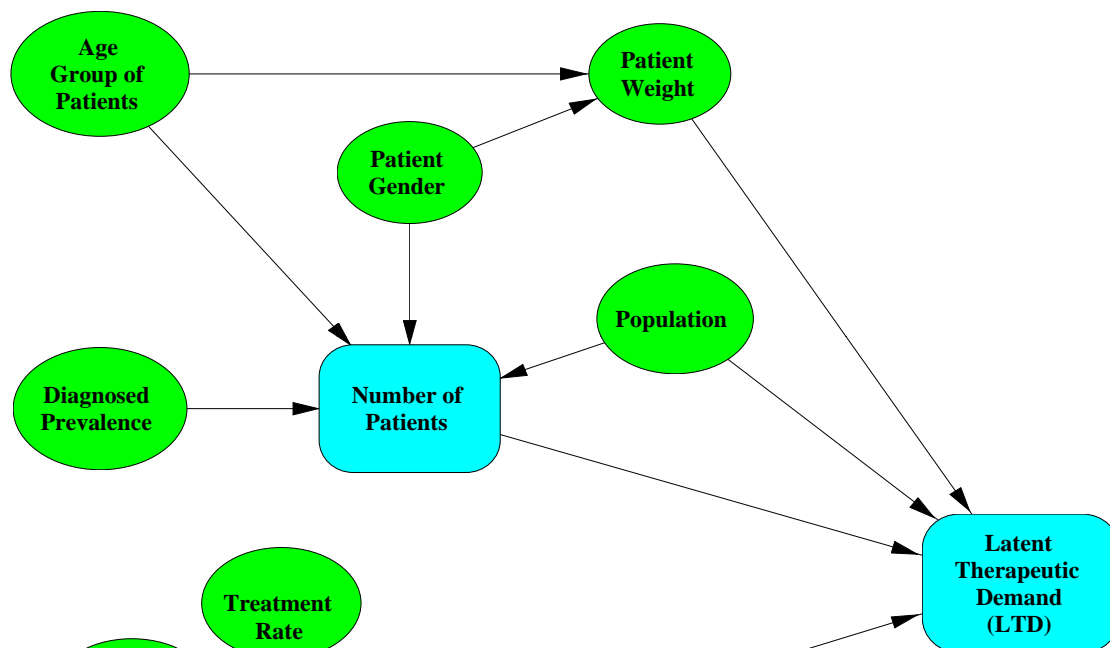 Age
Group of
Patients
Patient
Weight
Patient
Gender
Population
Diagnosed
Prevalence
Number of
Patients
Latent
Therapeutic
Demand
(LTD)
Treatment
Rate